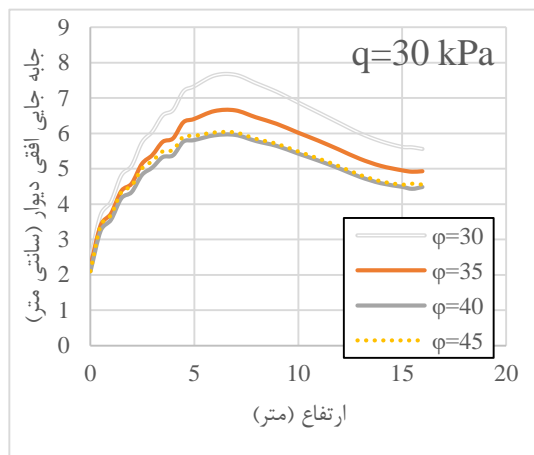 q=30 kPa
جابه جایی افقی دیوار (سانتی متر)
9
8
7
6
5
4
3
2
1
0
0 5 10 15 20
ارتفاع (متر)
φ=30
φ=35
φ=40
φ=45